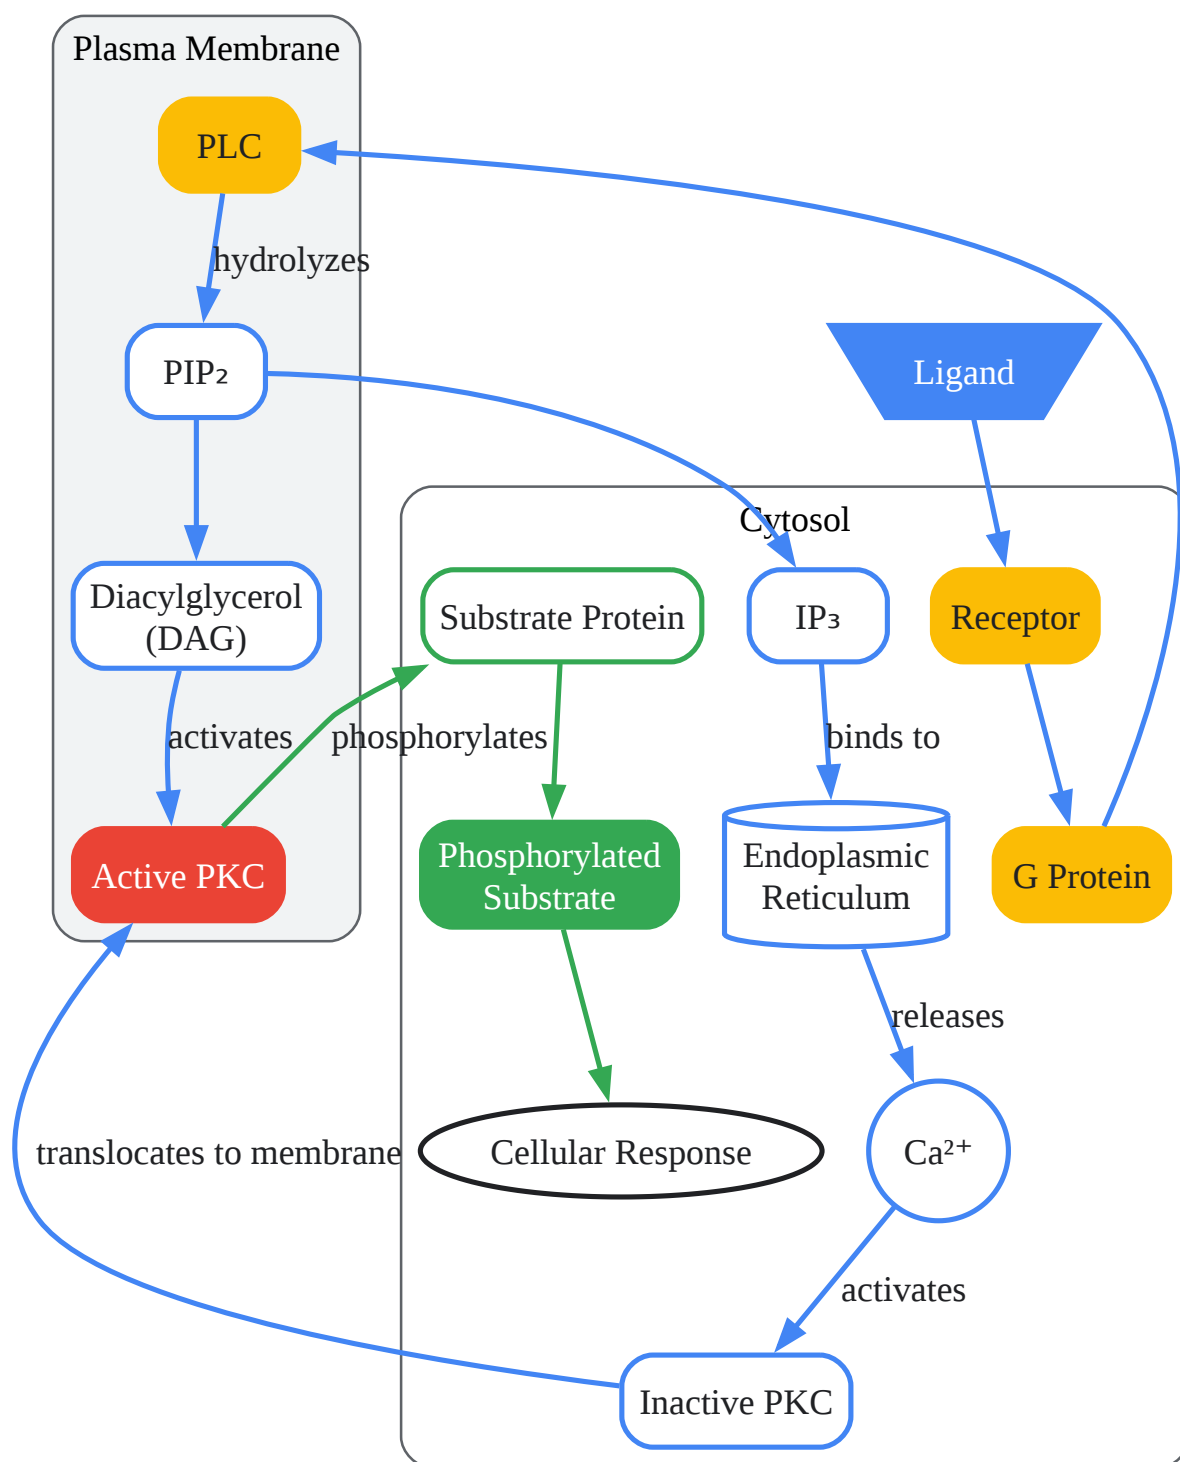 Plasma Membrane
PLC
hydrolyzes
PIP₂
Ligand
Cytosol
Diacylglycerol
(DAG)
Substrate Protein
IP₃
Receptor
activates
phosphorylates
binds to
Active PKC
Phosphorylated
Substrate
Endoplasmic
Reticulum
G Protein
releases
translocates to membrane
Cellular Response
Ca²⁺
activates
Inactive PKC